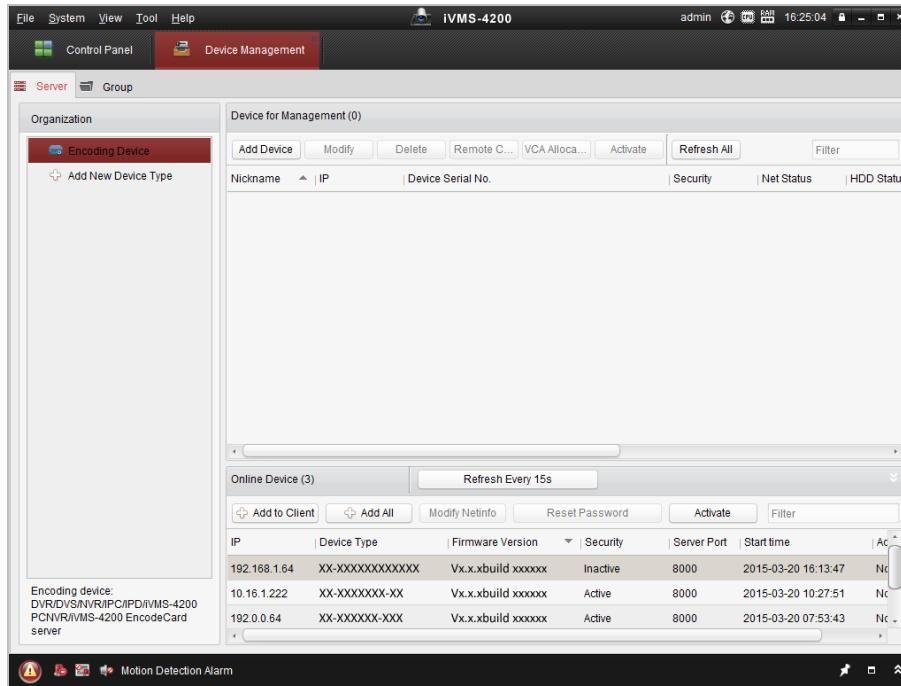 File System View Tool Help iVMS-4200 admin 16:25:04
Control Panel Device Management
Server Group
Organization
Encoding Device
Add New Device Type
Encoding device:
DVR/DVS/NVR/IPC/IPD/iVMS-4200
PCNVR/iVMS-4200 EncodeCard
server
Device for Management (0)
Add Device Modify Delete Remote C... VCA Alloca... Activate Refresh All Filter
Nickname IP Device Serial No. Security Net Status HDD Statu
Online Device (3) Refresh Every 15s
Add to Client Add All Modify Netinfo Reset Password Activate Filter
IP Device Type Firmware Version Security Server Port Start time Ad
192.168.1.64 XX-XXXXXXXXXXXX Vx.x.xbuild xxxxxx Inactive 8000 2015-03-20 16:13:47 No
10.16.1.222 XX-XXXXXXX-XX Vx.x.xbuild xxxxxx Active 8000 2015-03-20 10:27:51 No
192.0.0.64 XX-XXXXXX-XXX Vx.x.xbuild xxxxxx Active 8000 2015-03-20 07:53:43 No
Motion Detection Alarm